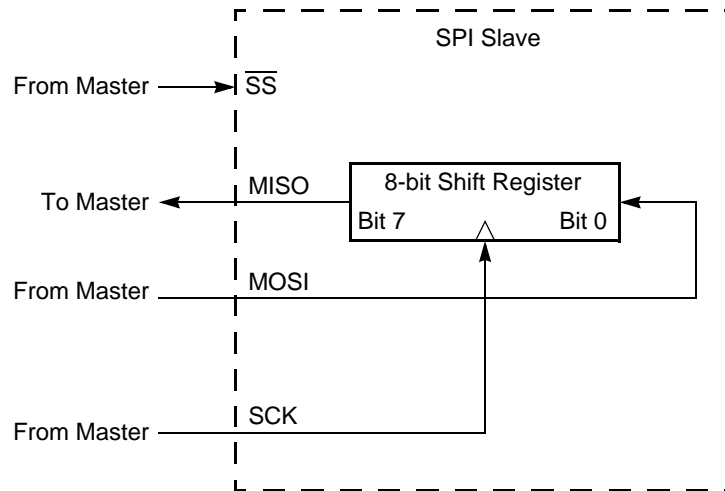 SPI Slave
From Master
S̅S̅
MISO
8-bit Shift Register
To Master
Bit 7
Bit 0
From Master
MOSI
SCK
From Master